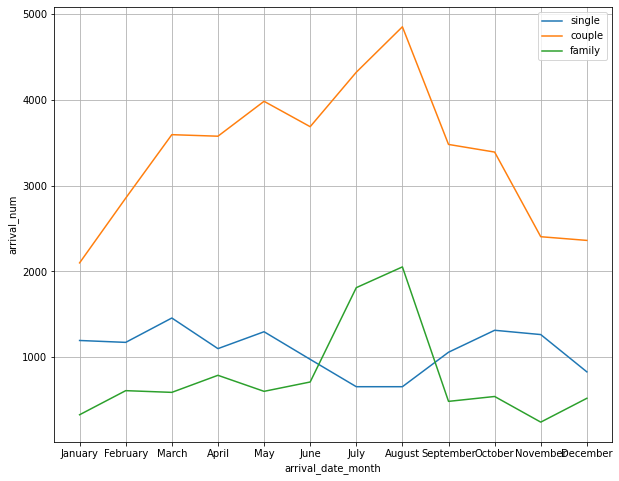 5000
4000
3000
2000
1000
arrival_num
single
couple
family
January February March April May June July August September October November December
arrival_date_month